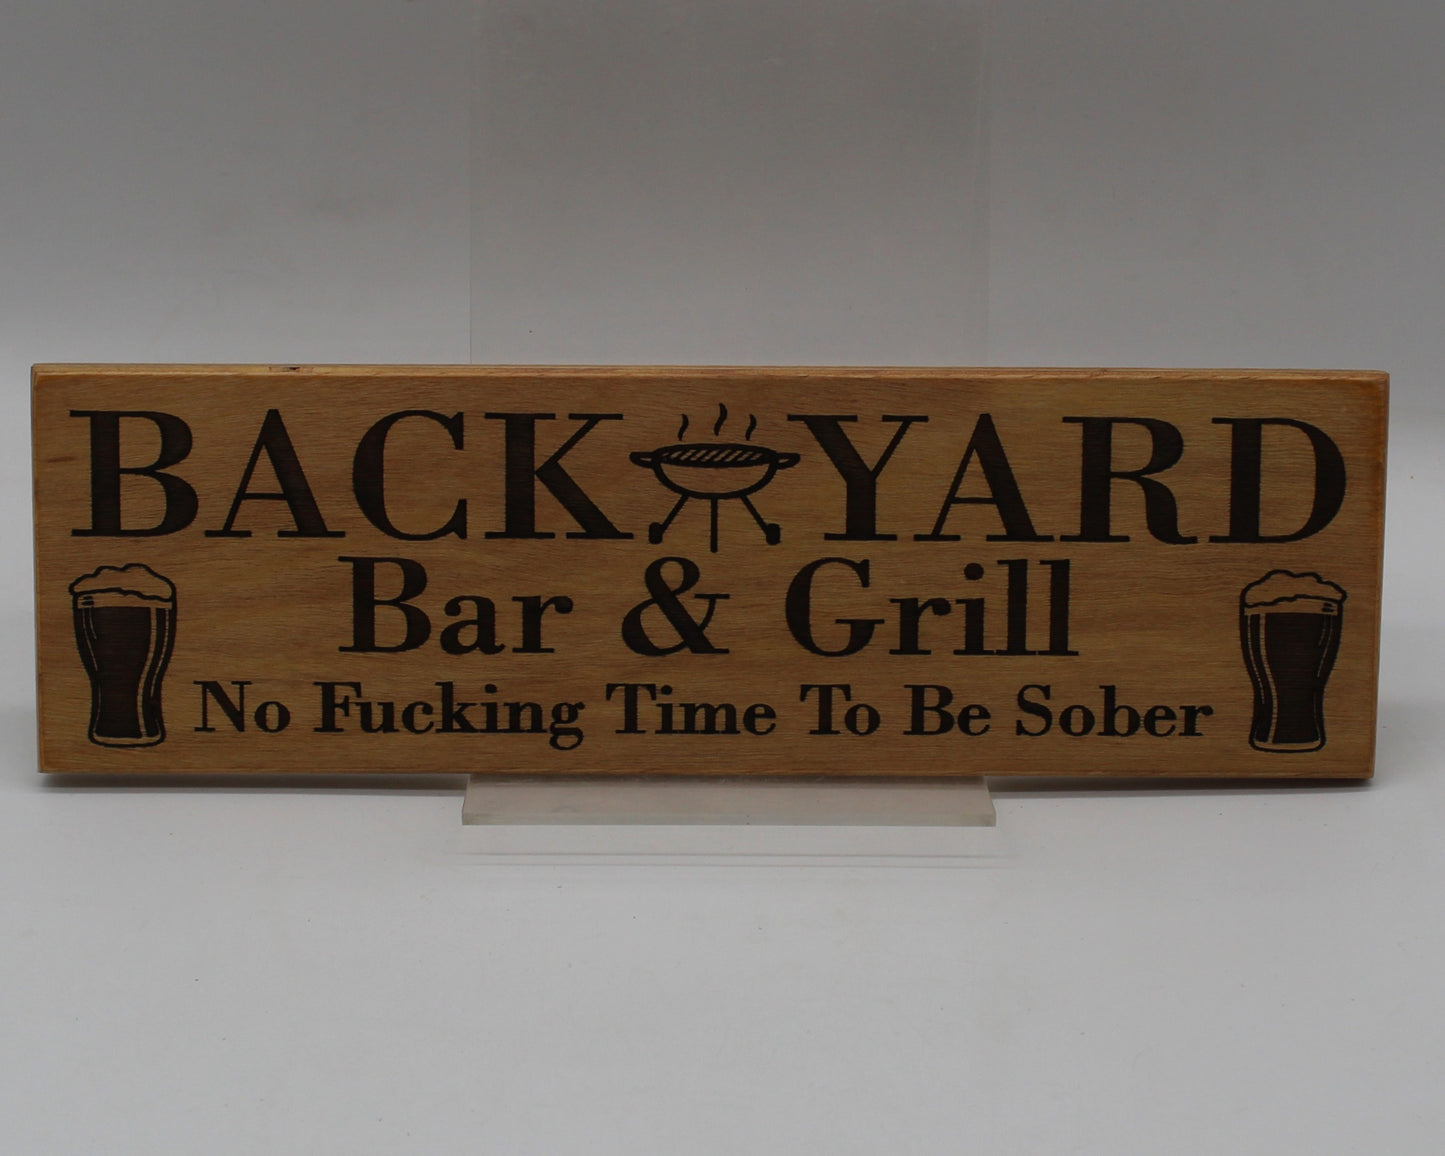 BACK YARD
Bar & Grill
No Fucking Time To Be Sober